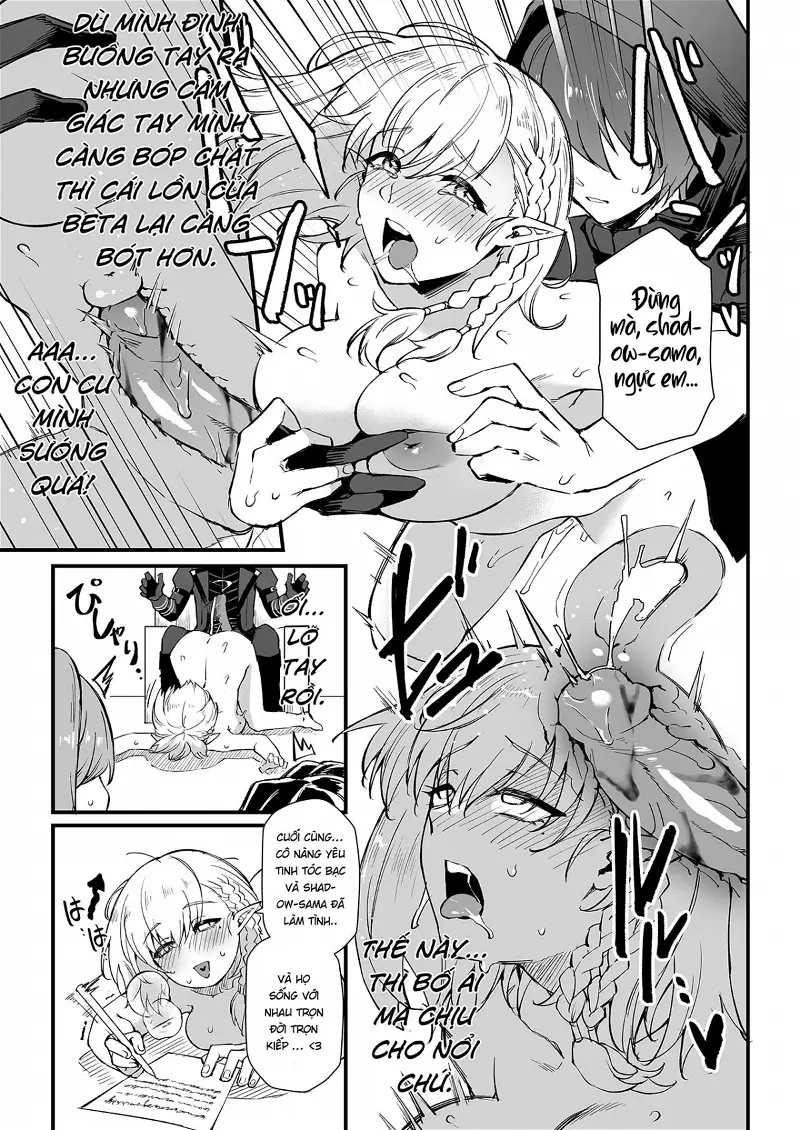 DÙ MÌNH ĐỊNH
BUÔNG TAY RA
NHƯNG CẢM
GIÁC TAY MÌNH
CÀNG BÓP CHẶT
THÌ CÁI LỒN CỦA
BETA LẠI CÀNG
BÓT HƠN.
Đừng
mà, shad-
ow-sama,
ngực em...
AAA...
CON CU
MÌNH
SƯỚNG
QUÁ!
ỐI...
LỠ
TAY
RỒI.
ぴしゃり
THẾ NÀY...
THÌ BỐ AI
MÀ CHỊU
CHO NỔI
CHỨ.
CUỐI CÙNG...
CÔ NÀNG YÊU
TINH TÓC BẠC
VÀ SHAD-
OW-SAMA ĐÃ
LÀM TÌNH..
VÀ HỌ
SỐNG VỚI
NHAU TRỌN
ĐỜI TRỌN
KIẾP ... <3
は
は